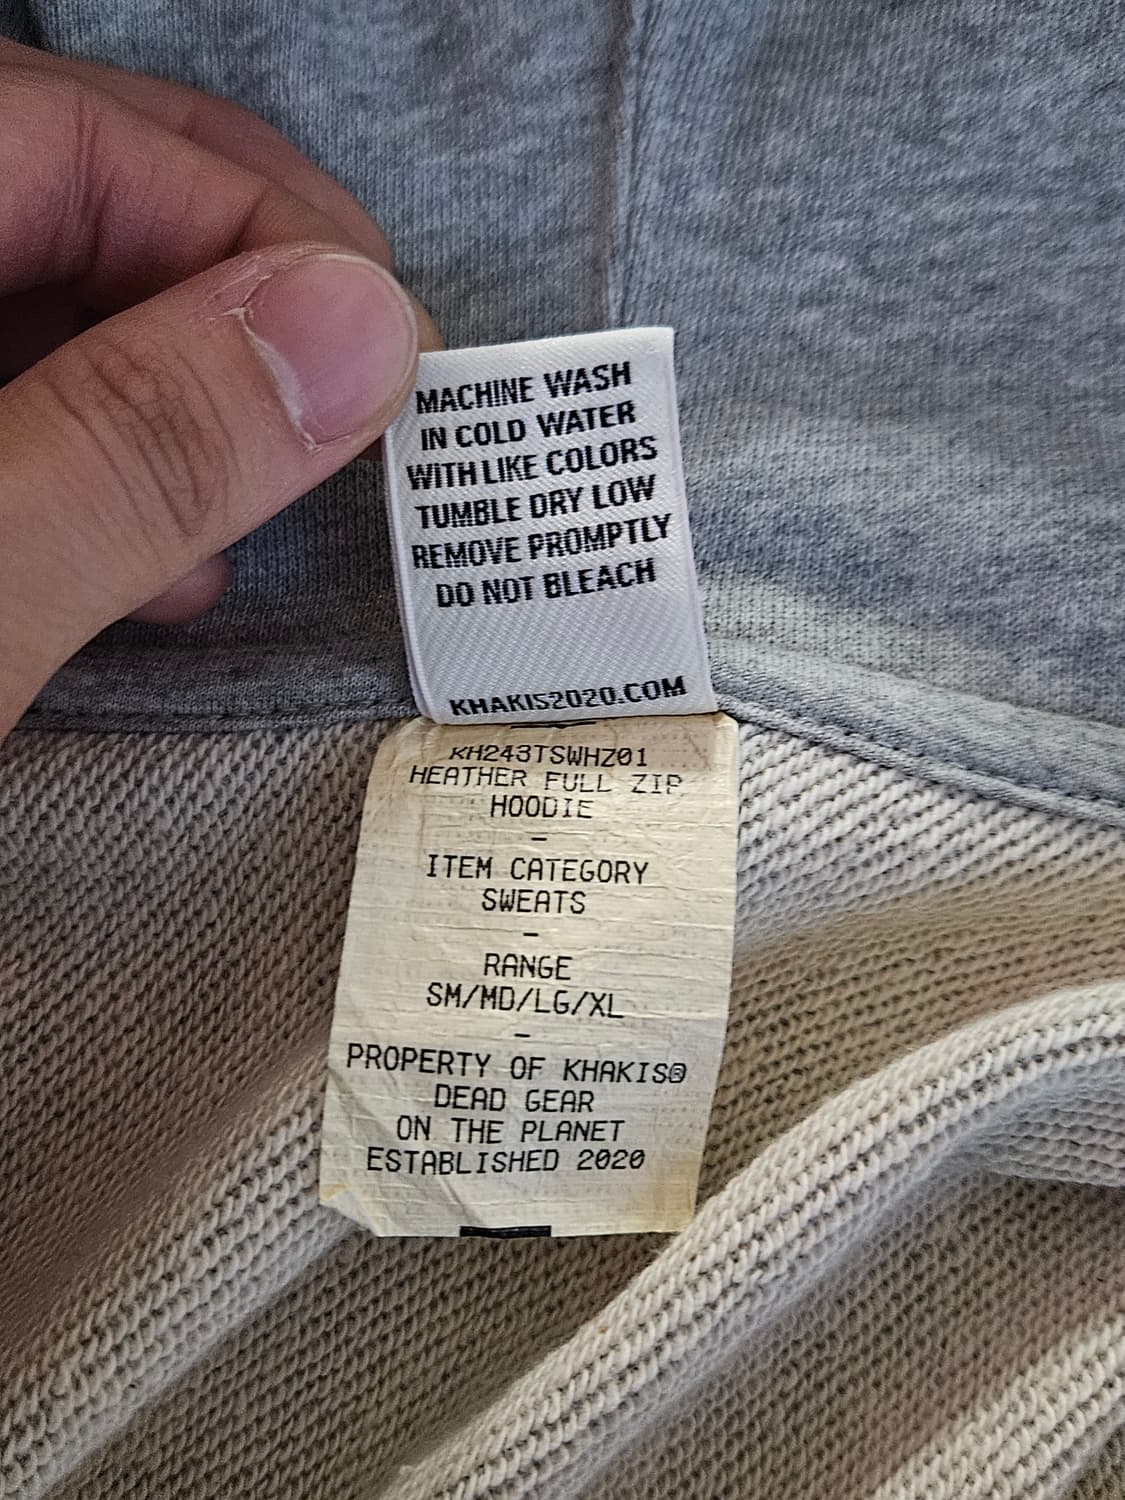 MACHINE WASH
IN COLD WATER
WITH LIKE COLORS
TUMBLE DRY LOW
REMOVE PROMPTLY
DO NOT BLEACH
KHAKIS2020.COM
KH243TSWHZ01
HEATHER FULL ZIP
HOODIE
–
ITEM CATEGORY
SWEATS
–
RANGE
SM/MD/LG/XL
–
PROPERTY OF KHAKIS®
DEAD GEAR
ON THE PLANET
ESTABLISHED 2020